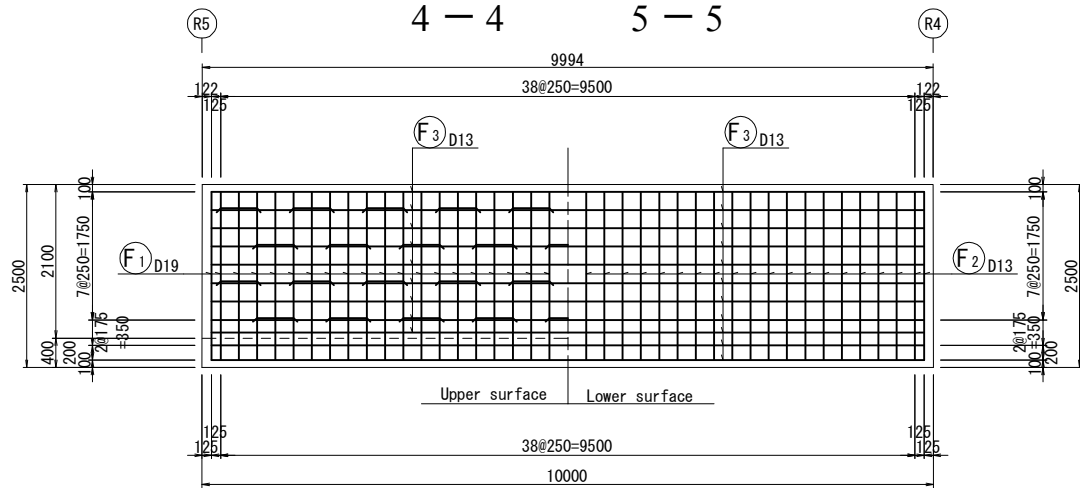 4 － 4 5 － 5
R5 R4
9994
122 38@250=9500 122
125 125
F3 D13 F3 D13
100 100
2500 2100 7@250=1750 7@250=1750 2500
F1 D19 F2 D13
400 200 2@175 =350 2@175 =350 200
100 100
Upper surface Lower surface
125 125
125 38@250=9500 125
10000